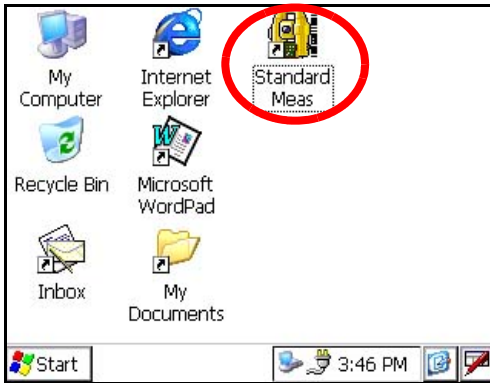 My
Computer
Internet
Explorer
Standard
Meas
Recycle Bin
Microsoft
WordPad
Inbox
My
Documents
Start
3:46 PM